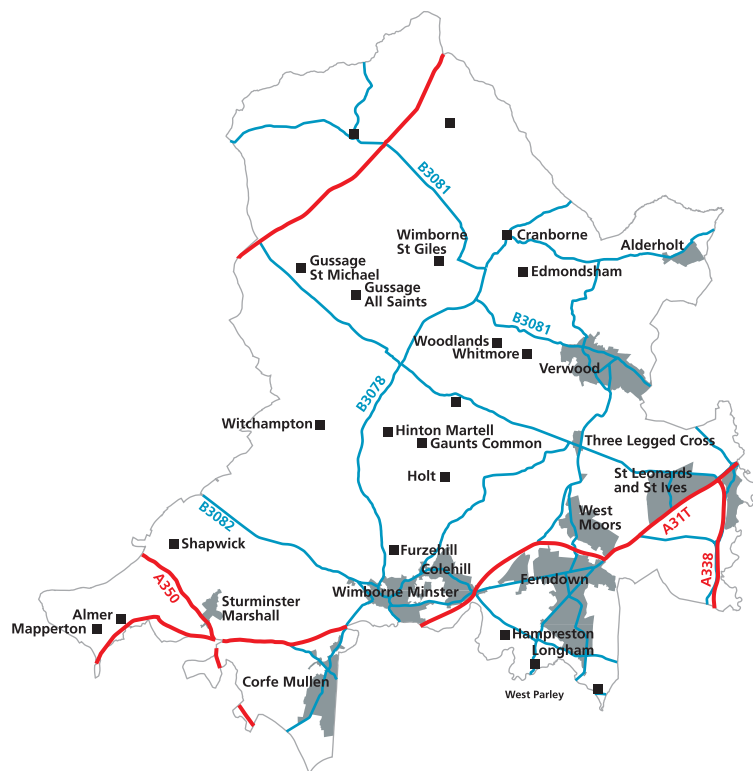 B3081
Wimborne
St Giles
Cranborne
Alderholt
Gussage
St Michael
Edmondsham
Gussage
All Saints
B3081
Woodlands
Whitmore
Verwood
B3078
Witchampton
Hinton Martell
Gaunts Common
Three Legged Cross
Holt
St Leonards
and St Ives
B3082
West
Moors
A31T
Shapwick
Furzehill
Colehill
A338
A350
Wimborne Minster
Ferndown
Sturminster
Marshall
Almer
Mapperton
Hampreston
Longham
Corfe Mullen
West Parley